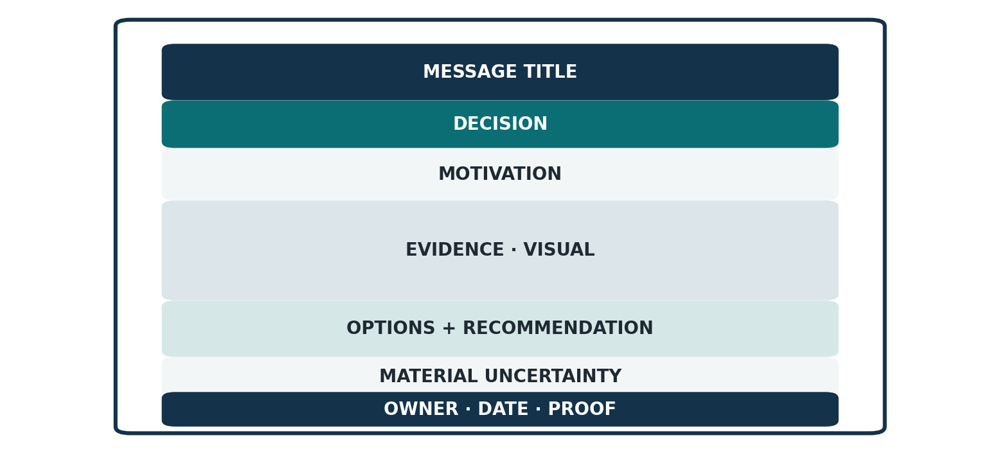 MESSAGE TITLE
DECISION
MOTIVATION
EVIDENCE · VISUAL
OPTIONS + RECOMMENDATION
MATERIAL UNCERTAINTY
OWNER · DATE · PROOF